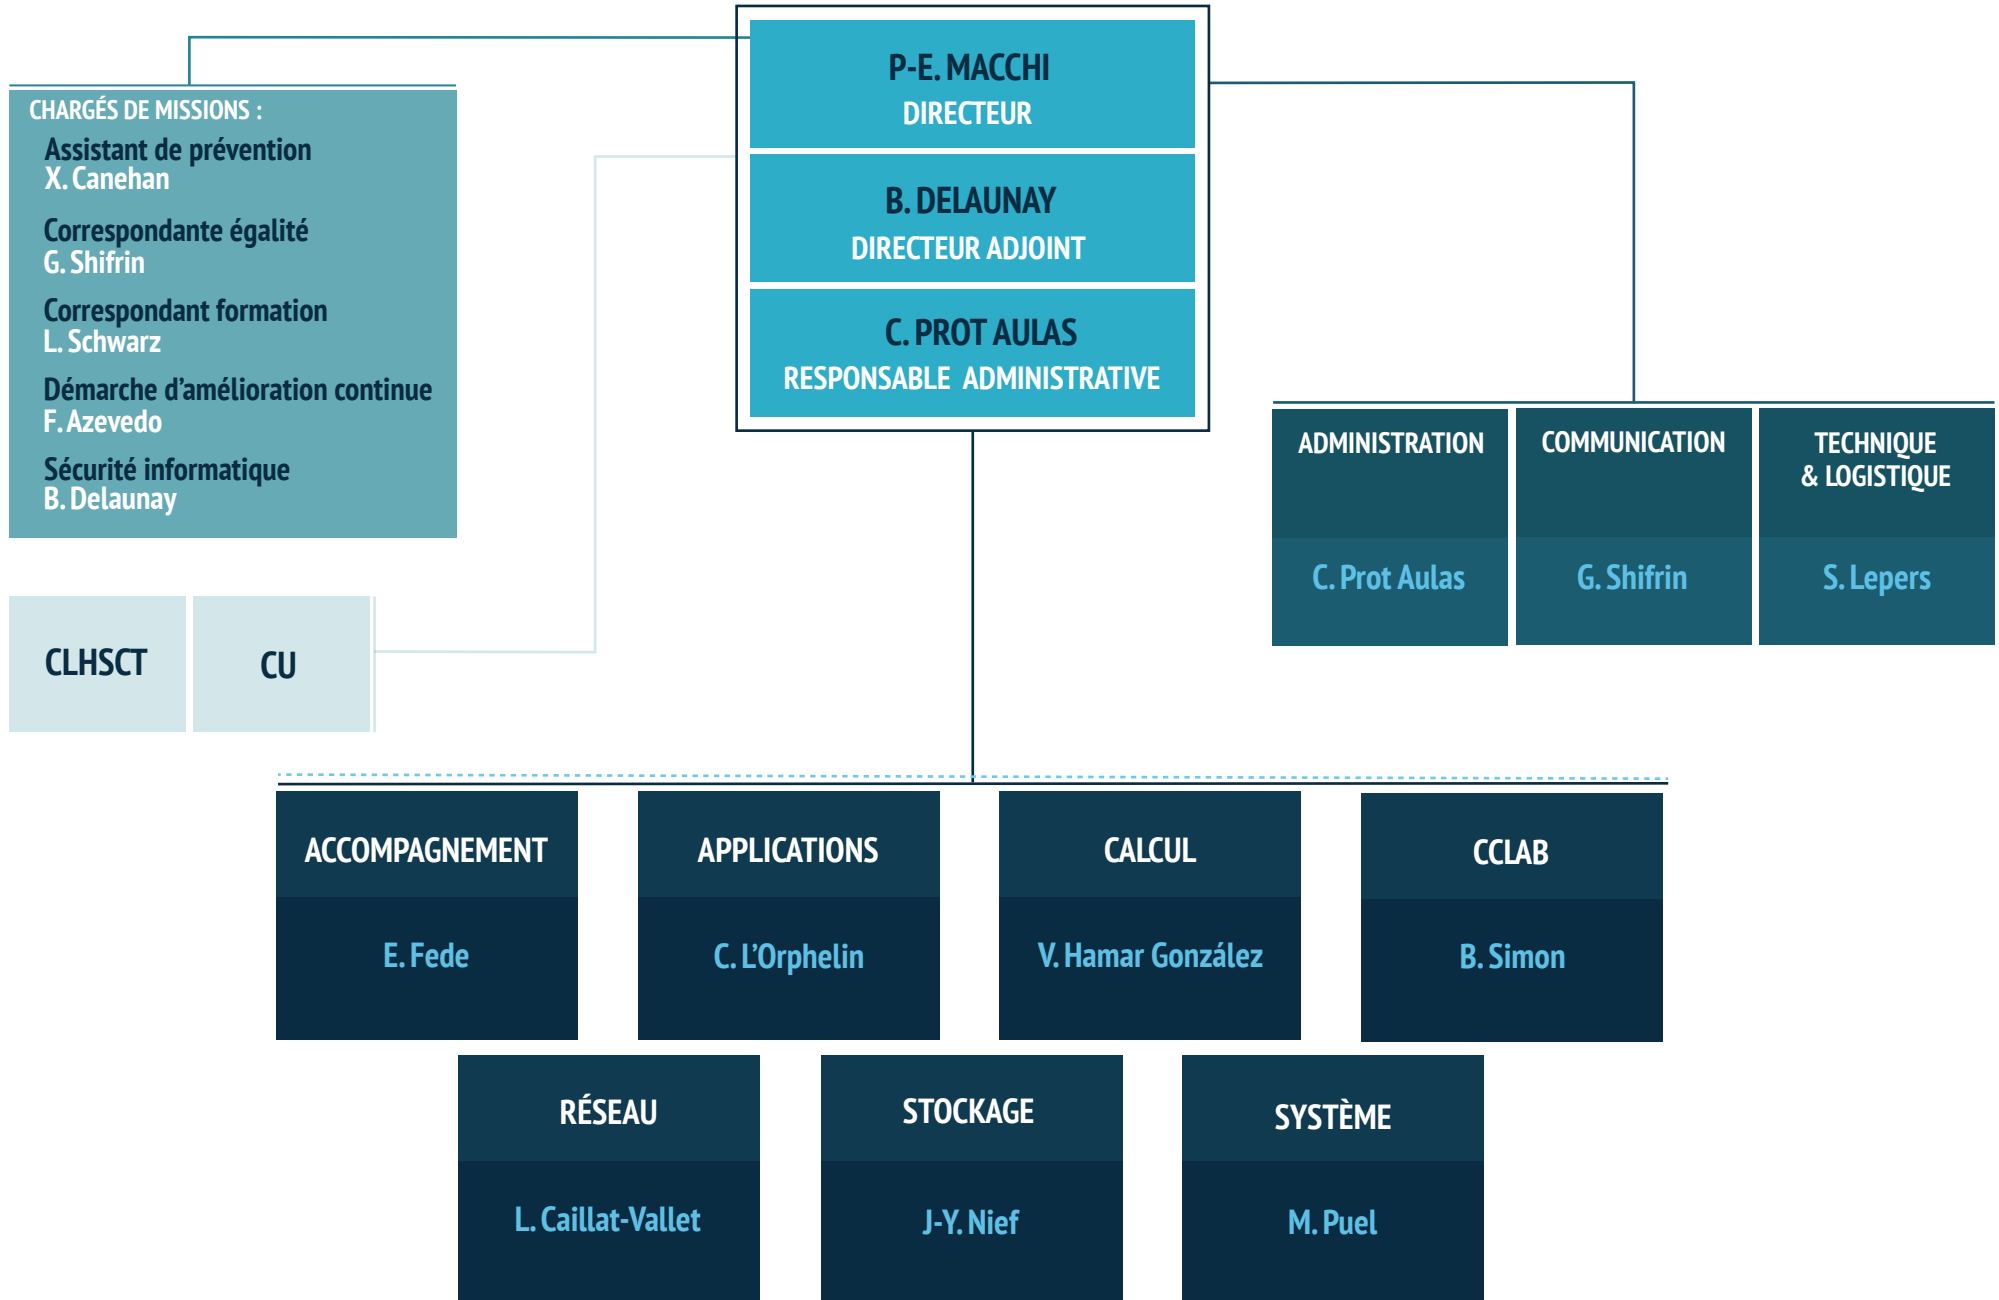 P-E. MACCHI
DIRECTEUR
B. DELAUNAY
DIRECTEUR ADJOINT
C. PROT AULAS
RESPONSABLE ADMINISTRATIVE
CHARGÉS DE MISSIONS :
Assistant de prévention
X. Canehan
Correspondante égalité
G. Shifrin
Correspondant formation
L. Schwarz
Démarche d’amélioration continue
F. Azevedo
Sécurité informatique
B. Delaunay
CLHSCT
CU
ADMINISTRATION
C. Prot Aulas
COMMUNICATION
G. Shifrin
TECHNIQUE
& LOGISTIQUE
S. Lepers
ACCOMPAGNEMENT
E. Fede
APPLICATIONS
C. L’Orphelin
CALCUL
V. Hamar González
CCLAB
B. Simon
RÉSEAU
L. Caillat-Vallet
STOCKAGE
J-Y. Nief
SYSTÈME
M. Puel